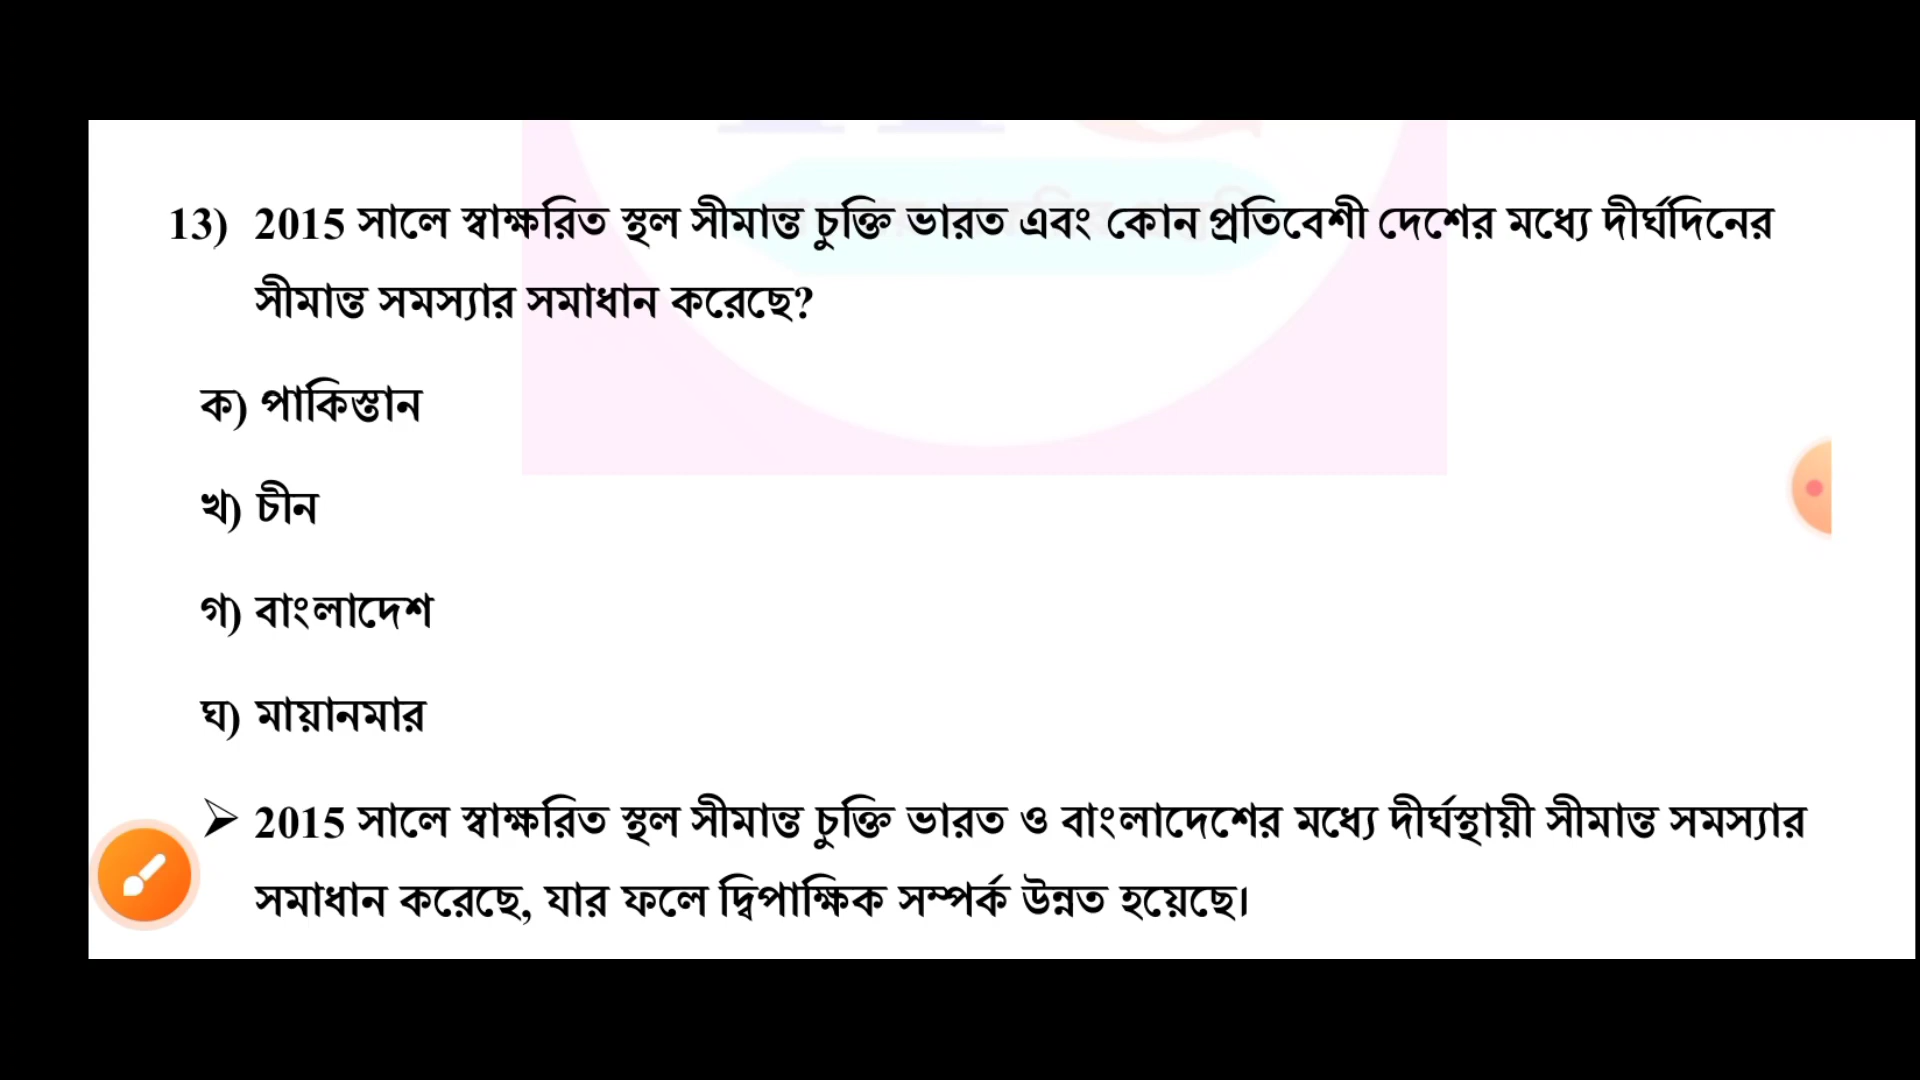 13) 2015 সালে স্বাক্ষরিত স্থল সীমান্ত চুক্তি ভারত এবং কোন প্রতিবেশী দেশের মধ্যে দীর্ঘদিনের
সীমান্ত সমস্যার সমাধান করেছে?
ক) পাকিস্তান
খ) চীন
গ) বাংলাদেশ
ঘ) মায়ানমার
➢ 2015 সালে স্বাক্ষরিত স্থল সীমান্ত চুক্তি ভারত ও বাংলাদেশের মধ্যে দীর্ঘস্থায়ী সীমান্ত সমস্যার
সমাধান করেছে, যার ফলে দ্বিপাক্ষিক সম্পর্ক উন্নত হয়েছে।